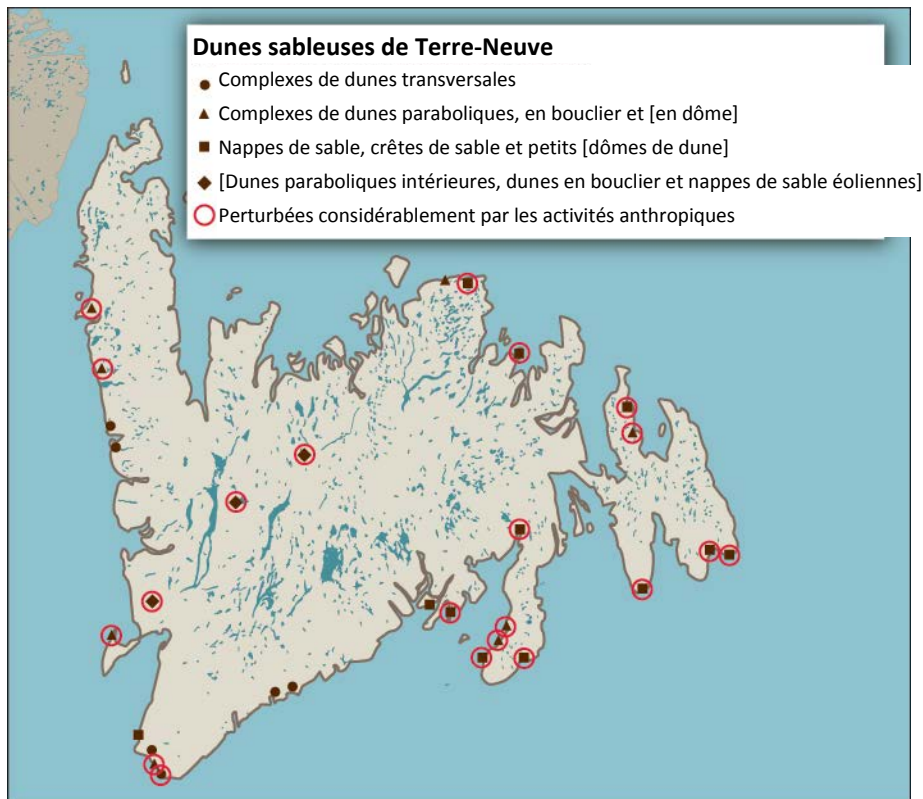 Dunes sableuses de Terre-Neuve
Complexes de dunes transversales
Complexes de dunes paraboliques, en bouclier et [en dôme]
Nappes de sable, crêtes de sable et petits [dômes de dune]
[Dunes paraboliques intérieures, dunes en bouclier et nappes de sable éoliennes]
Perturbées considérablement par les activités anthropiques